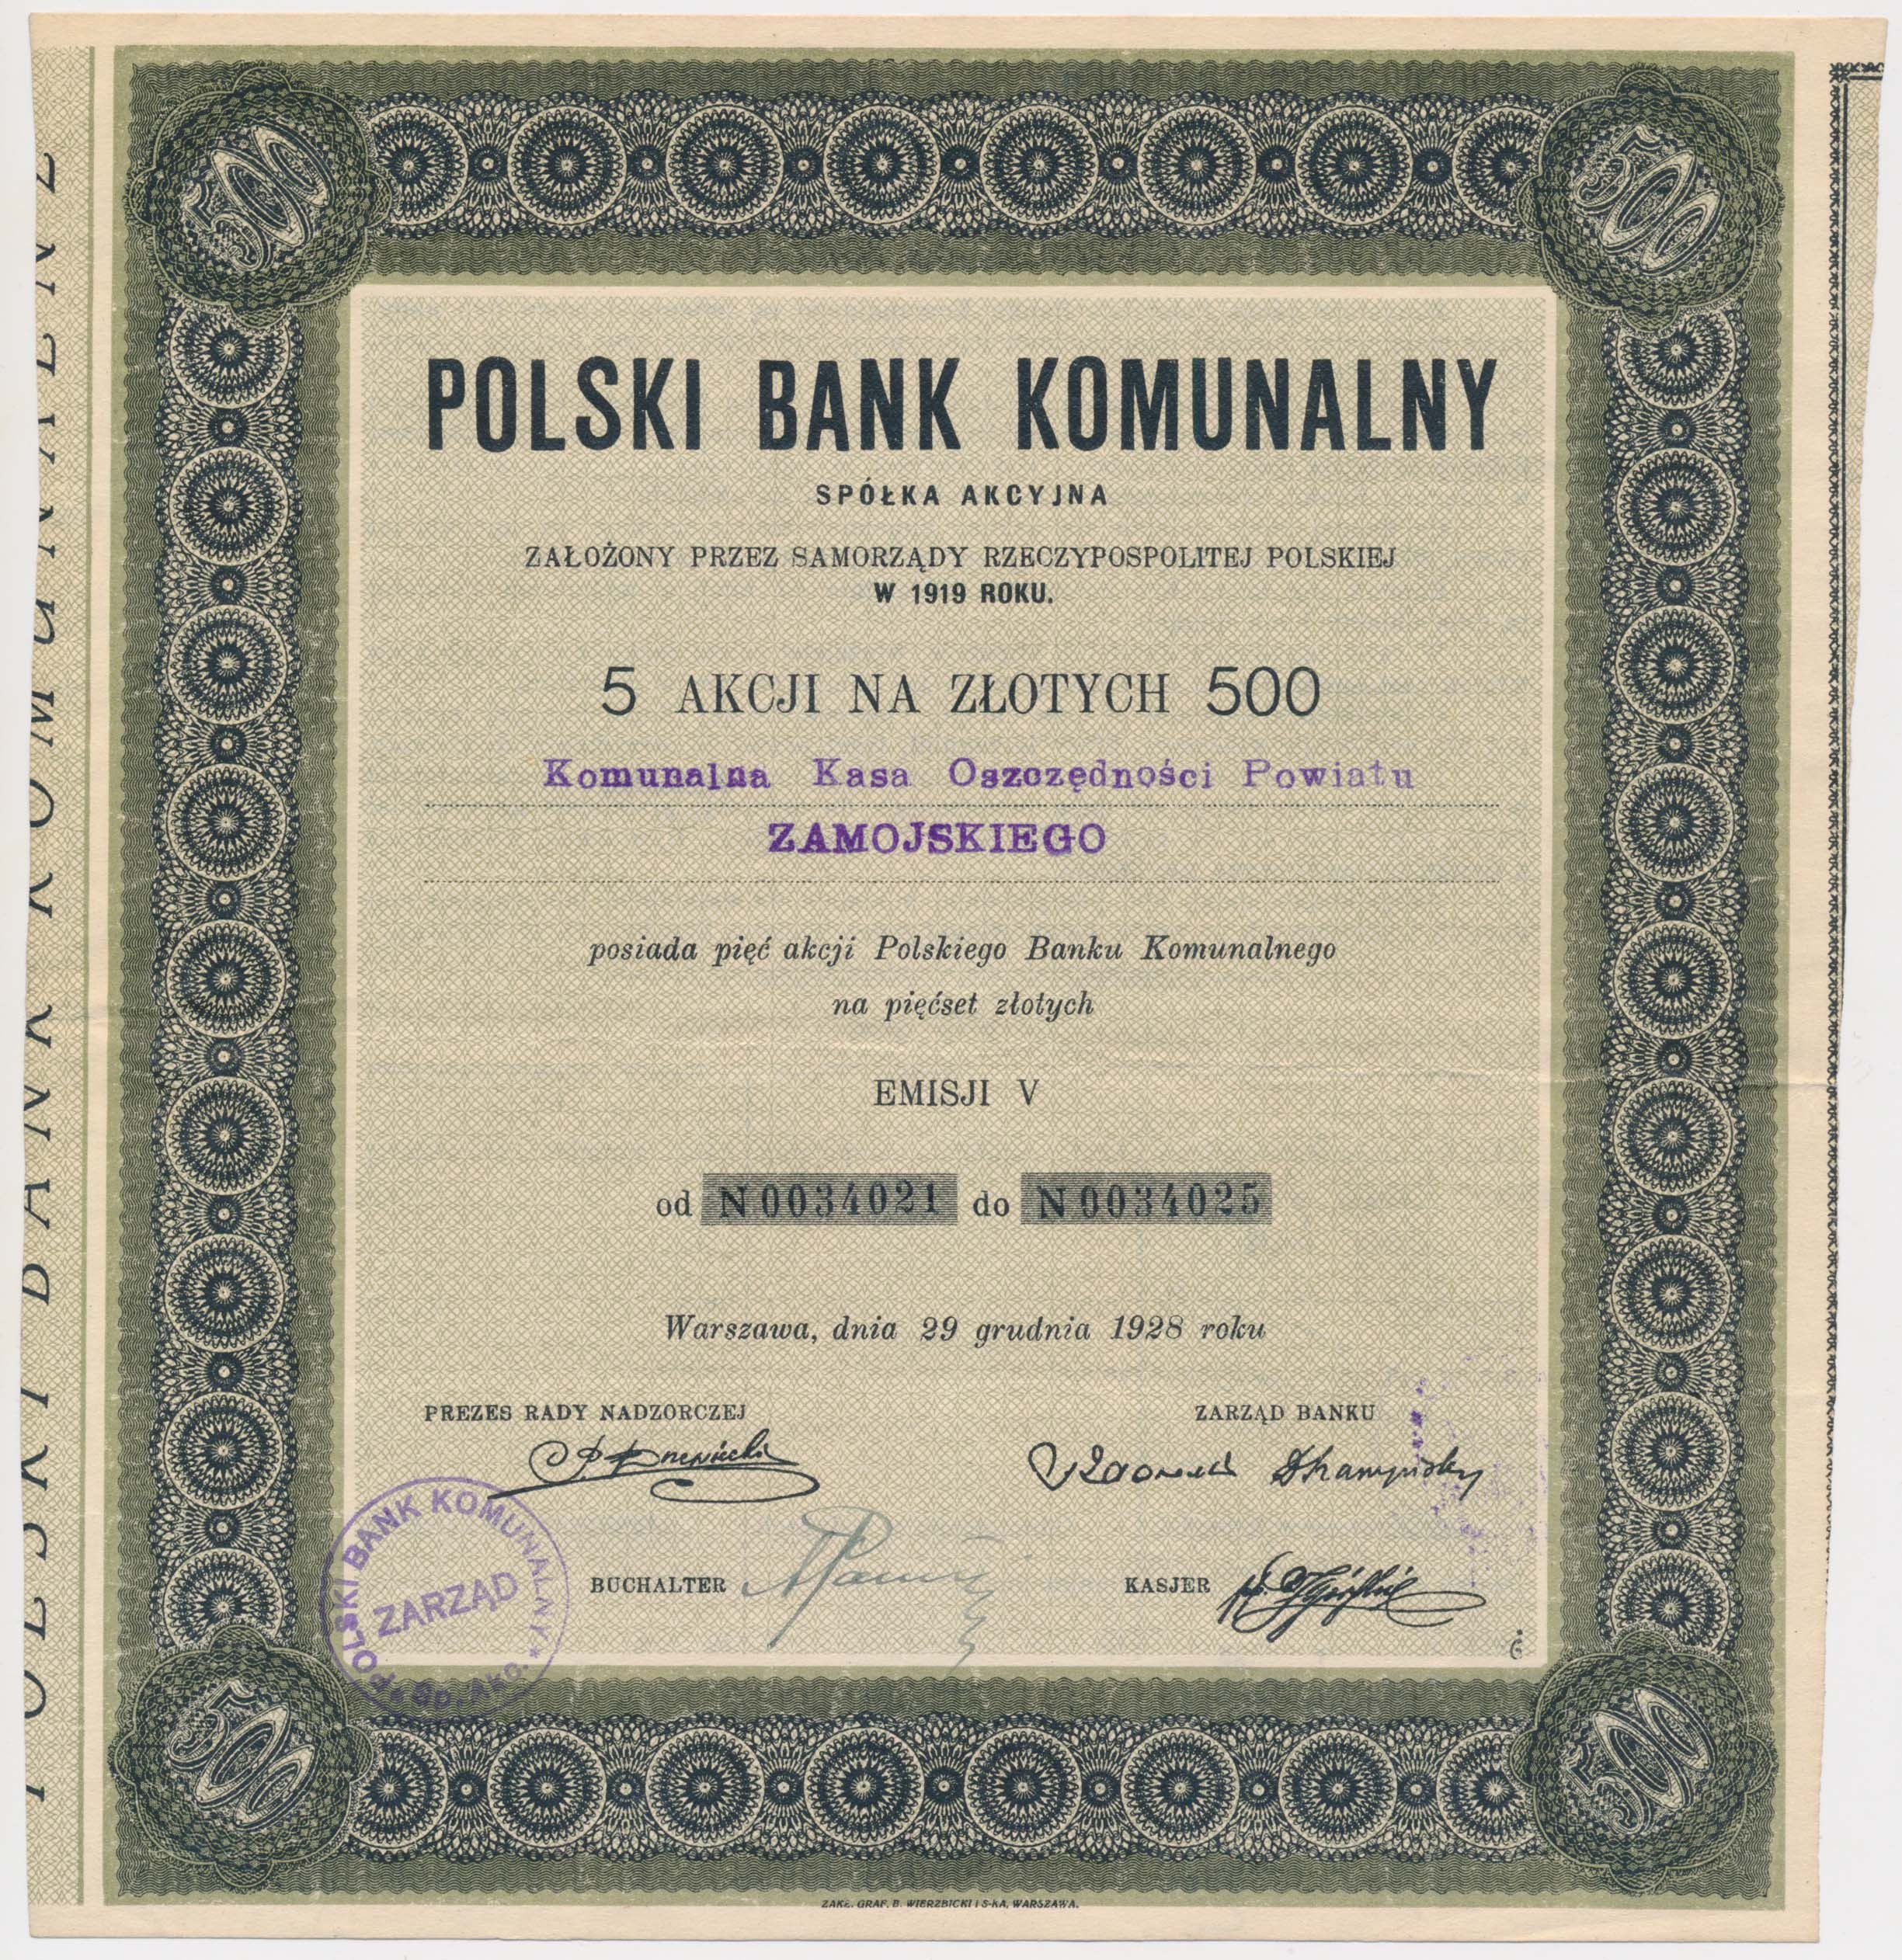 POLSKI BANK KOMUNALNY
SPÓŁKA AKCYJNA
ZAŁOŻONY PRZEZ SAMORZĄDY RZECZYPOSPOLITEJ POLSKIEJ
W 1919 ROKU.
5 AKCJI NA ZŁOTYCH 500
Komunalna Kasa Oszczędności Powiatu
ZAMOJSKIEGO
posiada pięć akcji Polskiego Banku Komunalnego
na pięćset złotych
EMISJI V
od N0034021 do N0034025
Warszawa, dnia 29 grudnia 1928 roku
PREZES RADY NADZORCZEJ
ZARZĄD BANKU
BUCHALTER
KASJER
POLSKI BANK KOMUNALNY
ZARZĄD
Sp. Akc.
500
500
500
500
ZAKŁ. GRAF. B. WIERZBICKI I S-KA, WARSZAWA.